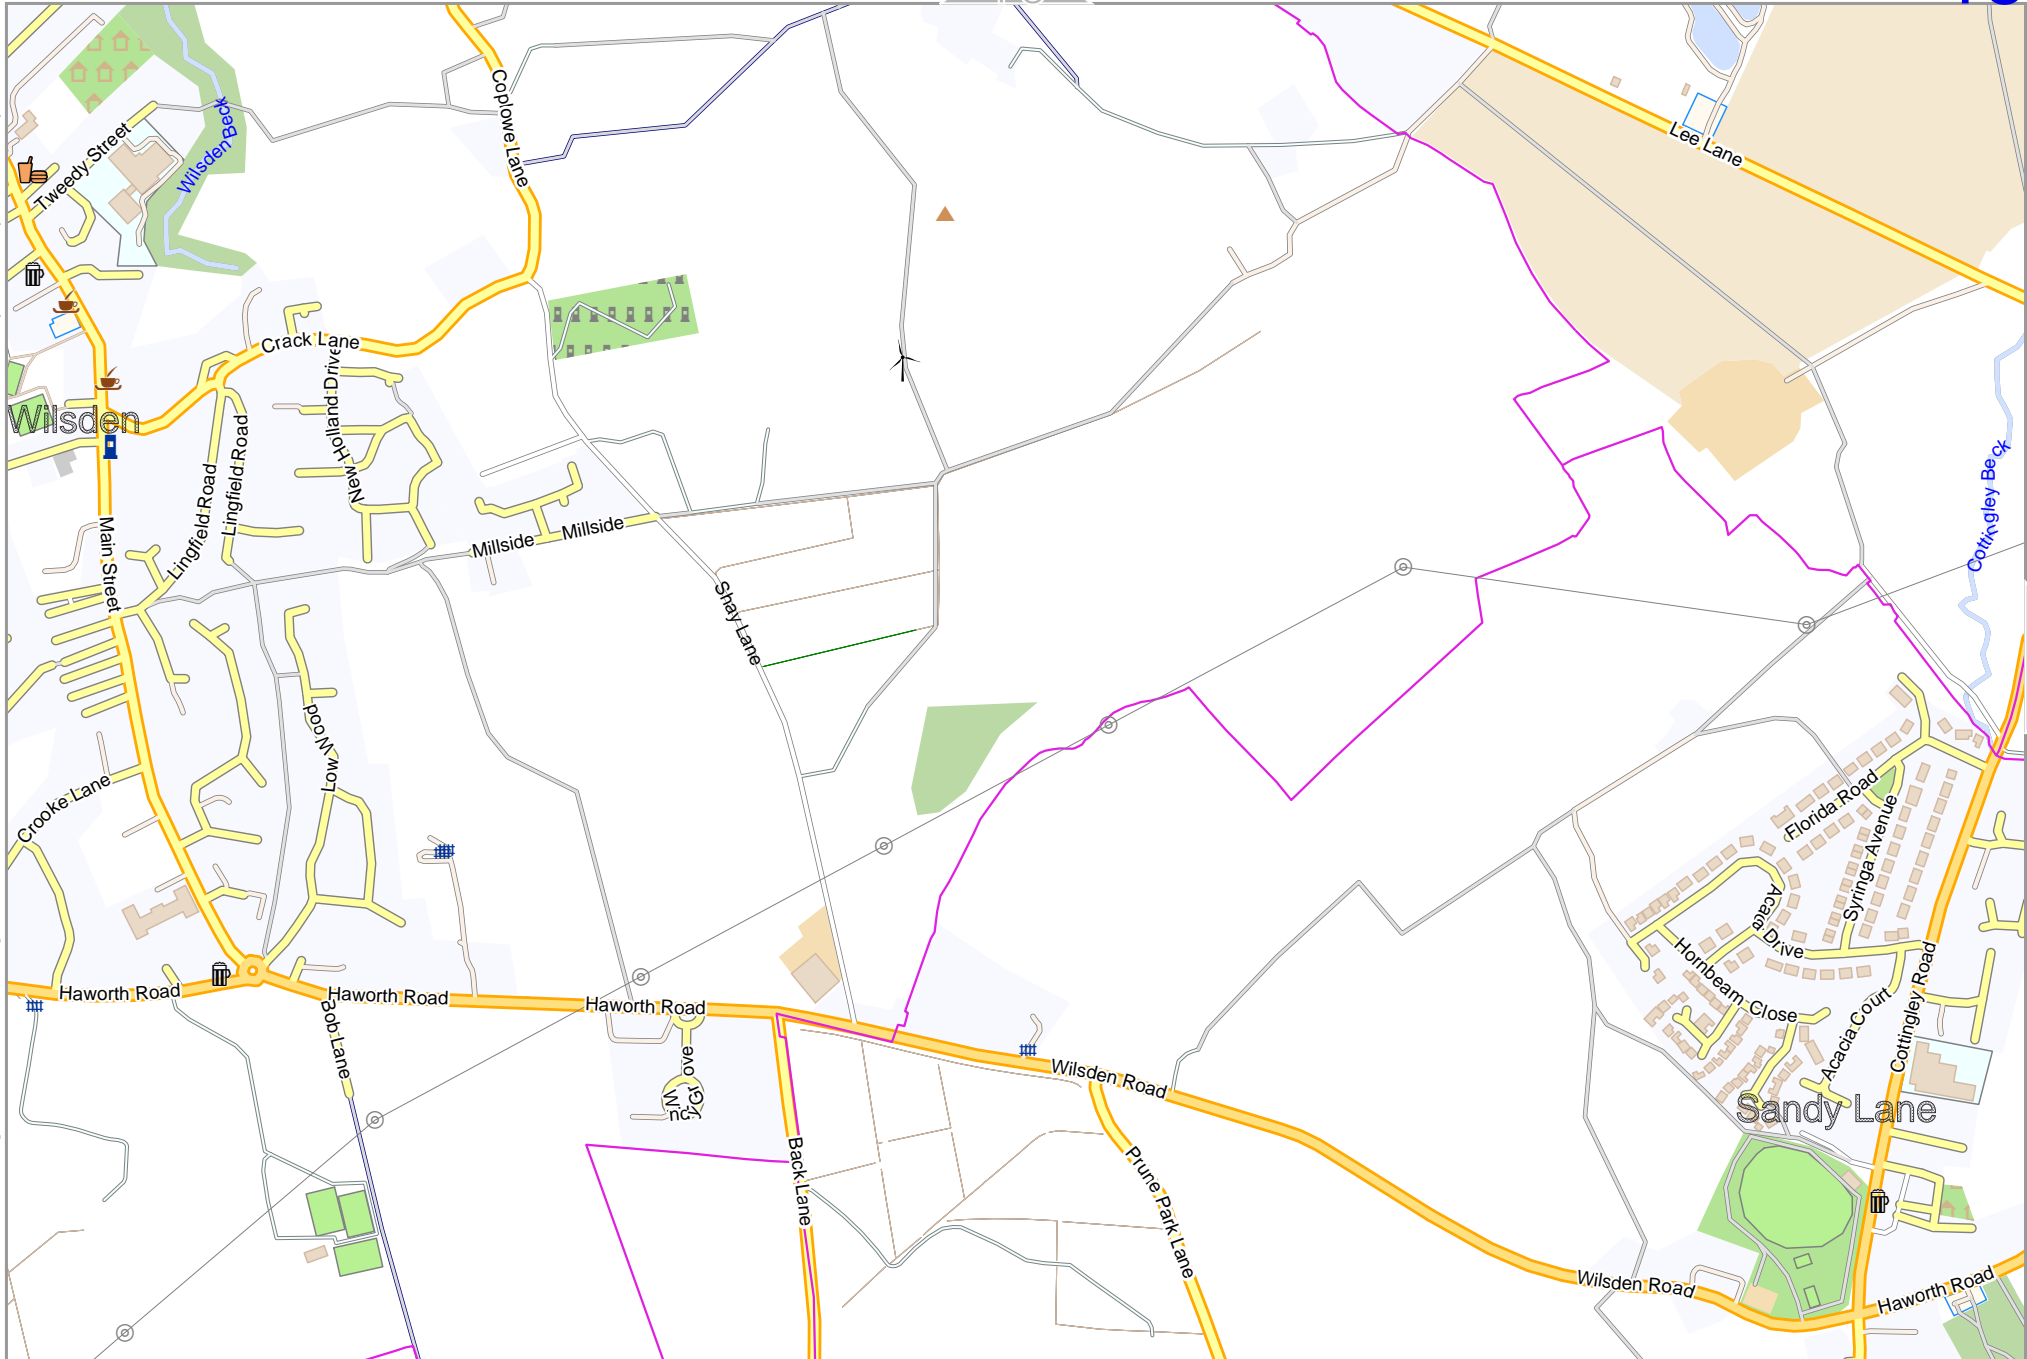 Coplowe Lane
Lee Lane
Wilsden Beck
Tweedy Street
Crack Lane
New Holland Drive
Wilsden
Lingfield Road
Lingfield Road
Main Street
Millside
Millside
Shay Lane
Cottingley Beck
Low Wood
Crooke Lane
Florida Road
Syringa Avenue
Hornbeam Close
Acacia Court
Cottingley Road
Haworth Road
Haworth Road
Haworth Road
Bob Lane
Wilsden Road
Sandy Lane
Back Lane
Prune Park Lane
Wilsden Road
Haworth Road